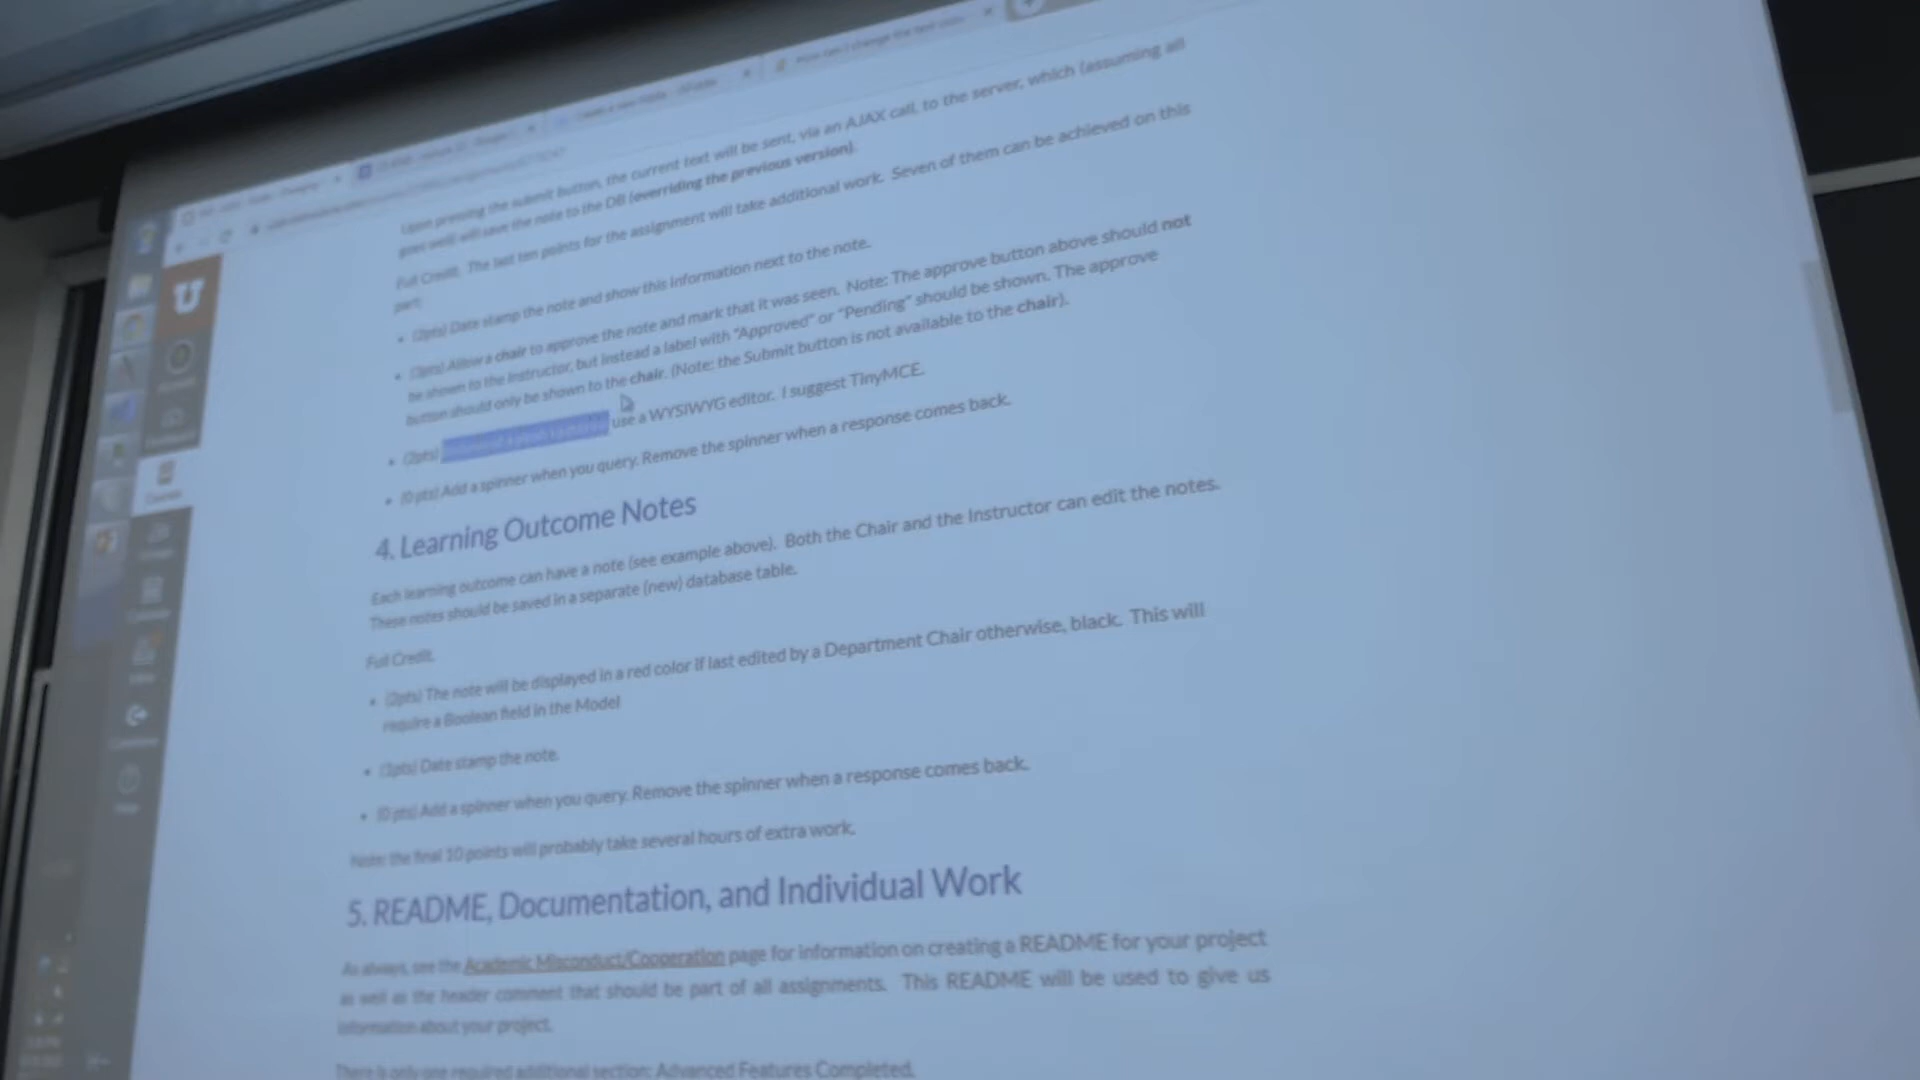 Upon pressing the submit button, the current text will be sent, via an AJAX call, to the server, which (assuming all
goes well) will save the note to the DB (overriding the previous version).
Full Credit. The last ten points for the assignment will take additional work. Seven of them can be achieved on this
part:
• (2pts) Date stamp the note and show this information next to the note.
• Allow a chair to approve the note and mark that it was seen. Note: The approve button above should not
be shown to the instructor, but instead a label with "Approved" or "Pending" should be shown. The approve
button should only be shown to the chair. (Note: the Submit button is not available to the chair).
• (2pts) use a WYSIWYG editor. I suggest TinyMCE.
• (0 pts) Add a spinner when you query. Remove the spinner when a response comes back.
4. Learning Outcome Notes
Each learning outcome can have a note (see example above). Both the Chair and the Instructor can edit the notes.
These notes should be saved in a separate (new) database table.
Full Credit.
• (2pts) The note will be displayed in a red color if last edited by a Department Chair otherwise, black. This will
require a Boolean field in the Model
• Date stamp the note.
• (0 pts) Add a spinner when you query. Remove the spinner when a response comes back.
Note: the final 10 points will probably take several hours of extra work.
5. README, Documentation, and Individual Work
As always, see the Academic Misconduct/Cooperation page for information on creating a README for your project
as well as the header comment that should be part of all assignments. This README will be used to give us
information about your project.
There is only one required additional section: Advanced Features Completed.